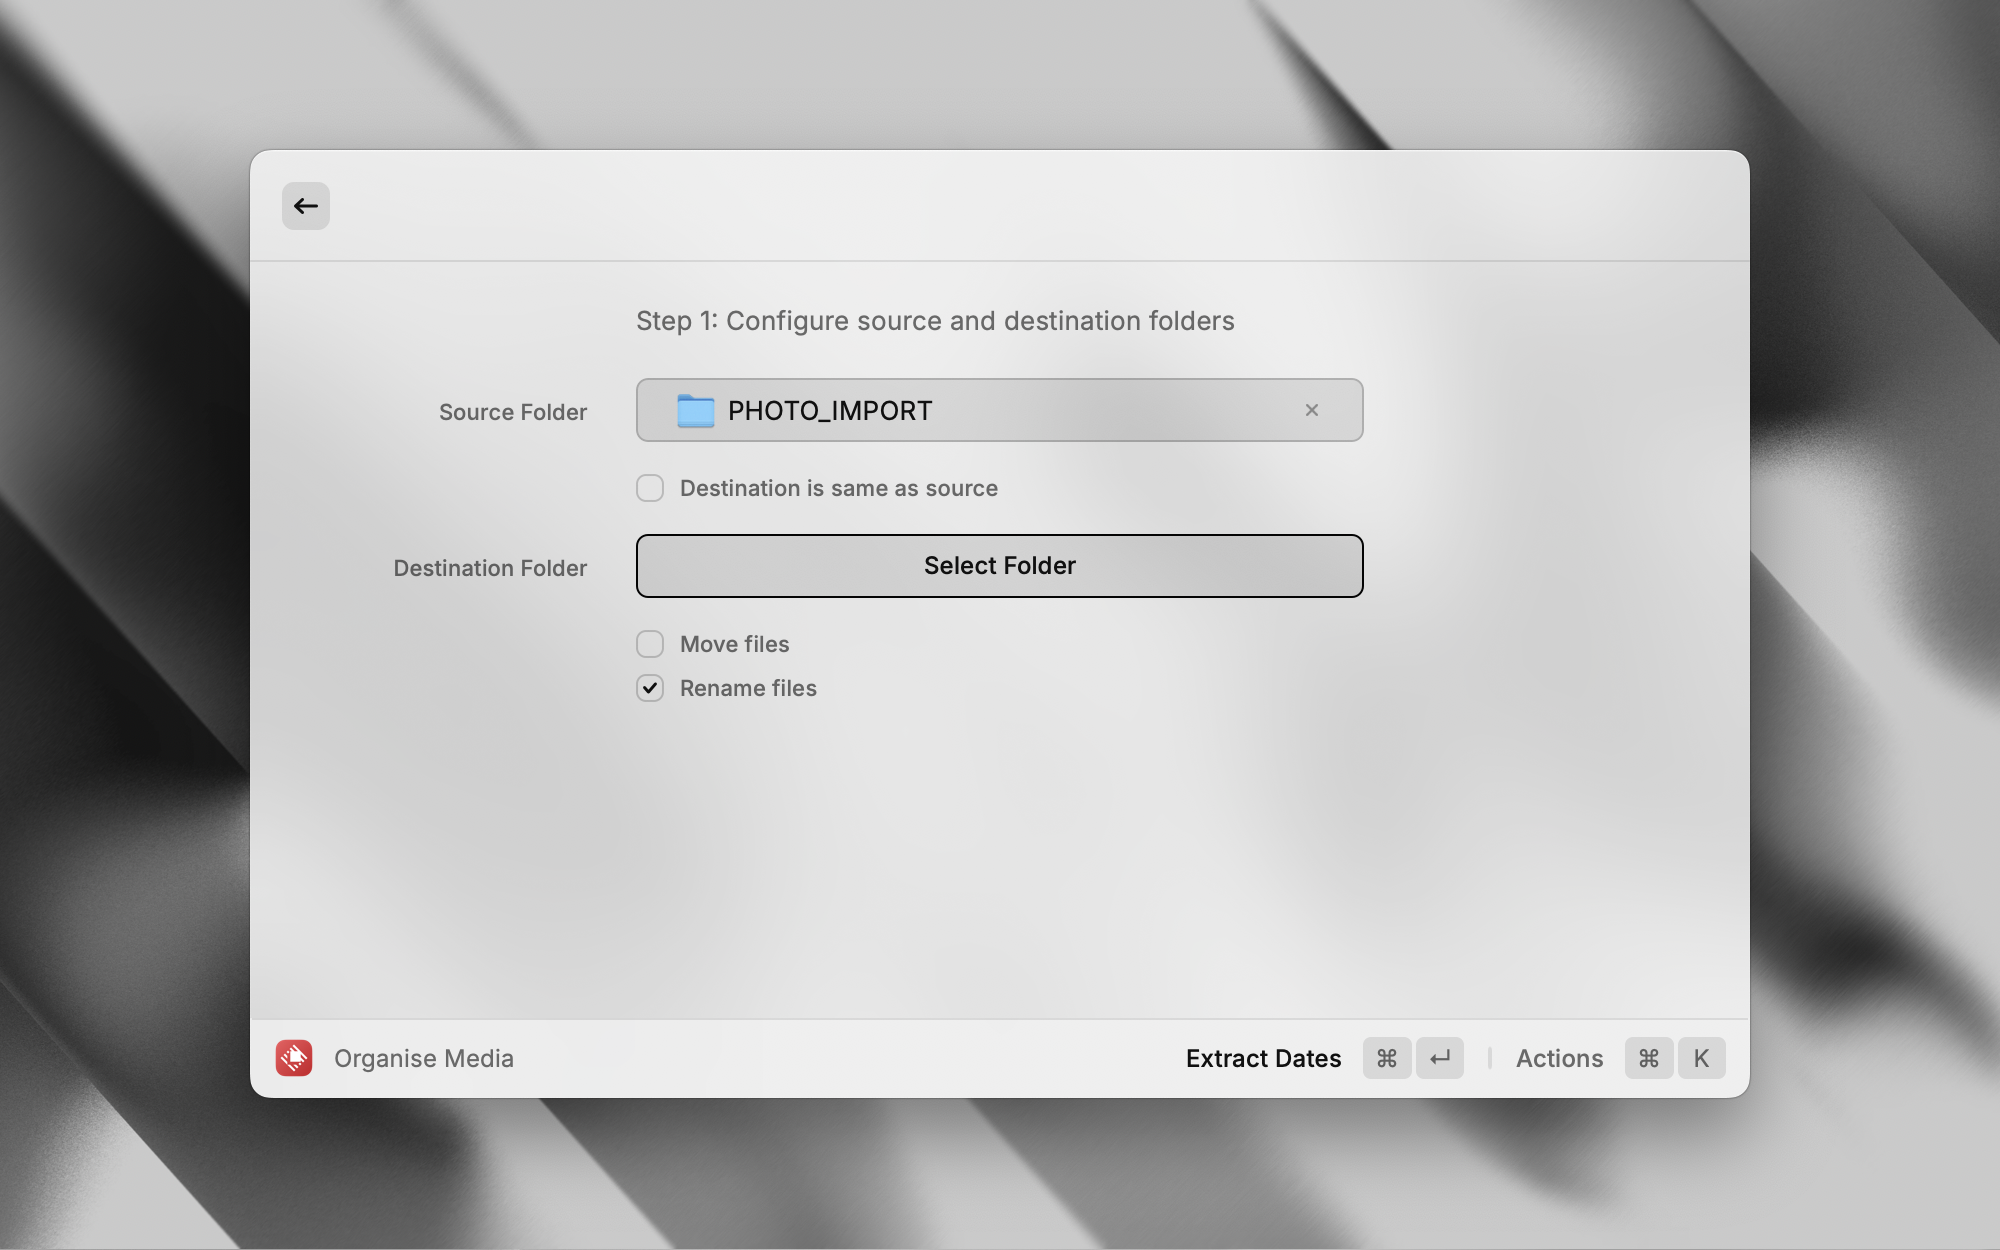 Step 1: Configure source and destination folders
Source Folder
PHOTO_IMPORT
Destination is same as source
Destination Folder
Select Folder
Move files
Rename files
Organise Media
Extract Dates ⌘ ↵
Actions ⌘ K